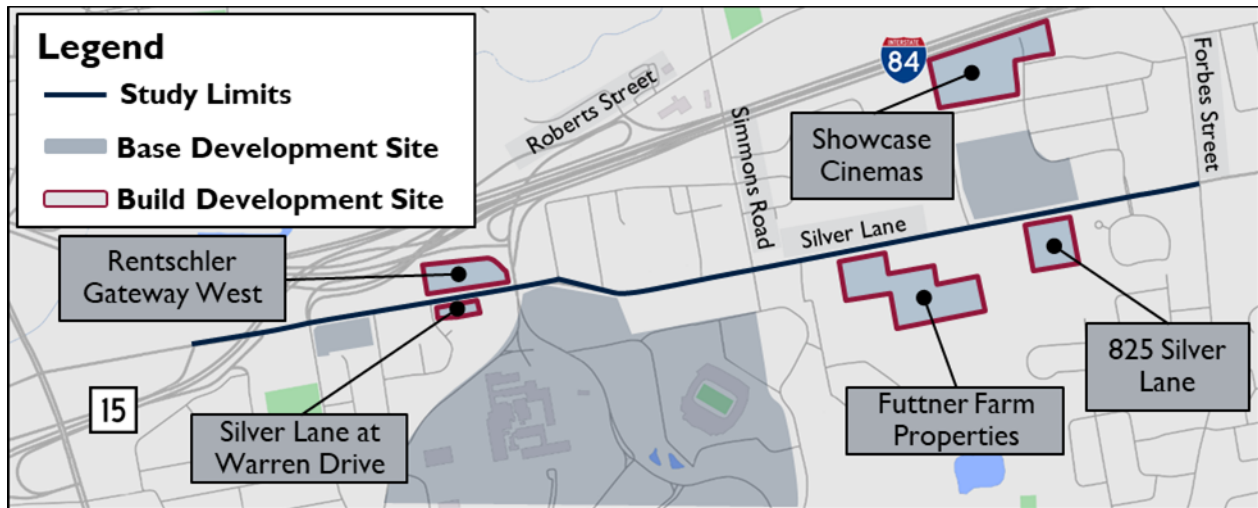 Legend
Study Limits
Base Development Site
Build Development Site
Roberts Street
Simmons Road
INTERSTATE
84
Forbes Street
Showcase
Cinemas
Silver Lane
Rentschler
Gateway West
15
Silver Lane at
Warren Drive
Futtner Farm
Properties
825 Silver
Lane